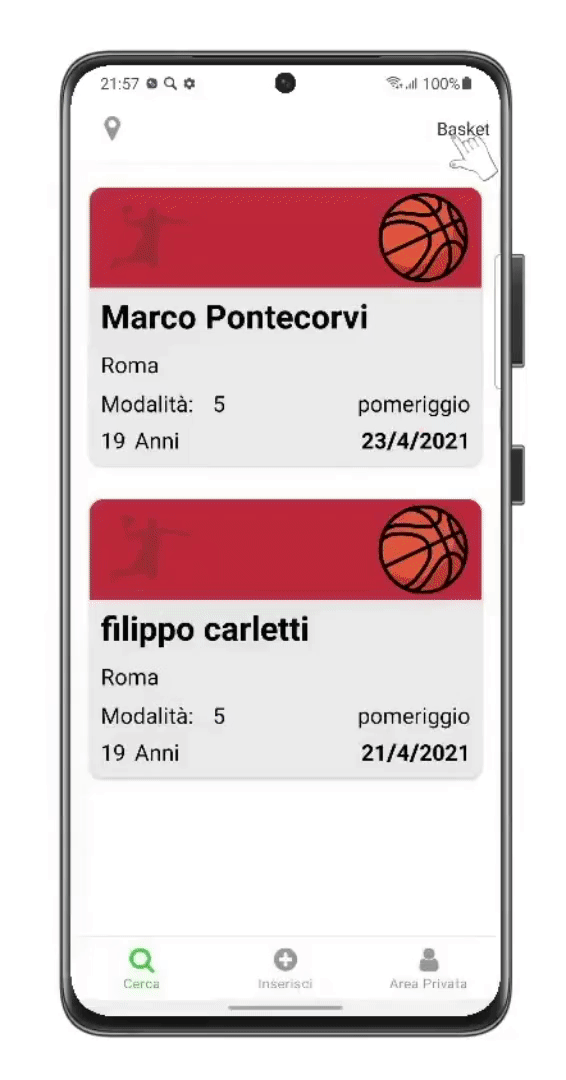 21:57 100%
Basket
Marco Pontecorvi
Roma
Modalità: 5 pomeriggio
19 Anni 23/4/2021
filippo carletti
Roma
Modalità: 5 pomeriggio
19 Anni 21/4/2021
Cerca Inserisci Area Privata